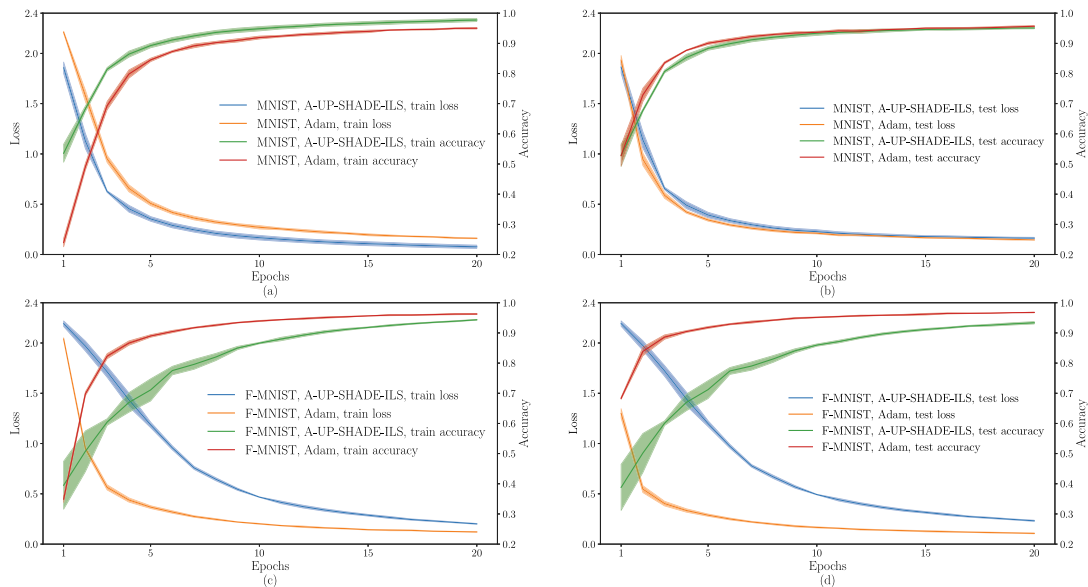 2.4
2.0
1.5
1.0
0.5
0.0
Loss
1.0
0.9
0.8
0.7
0.6
0.5
0.4
0.3
0.2
Accuracy
MNIST, A-UP-SHADE-ILS, train loss
MNIST, Adam, train loss
MNIST, A-UP-SHADE-ILS, train accuracy
MNIST, Adam, train accuracy
1 5 10 15 20
Epochs
(a)
2.4
2.0
1.5
1.0
0.5
0.0
Loss
1.0
0.9
0.8
0.7
0.6
0.5
0.4
0.3
0.2
Accuracy
MNIST, A-UP-SHADE-ILS, test loss
MNIST, Adam, test loss
MNIST, A-UP-SHADE-ILS, test accuracy
MNIST, Adam, test accuracy
1 5 10 15 20
Epochs
(b)
2.4
2.0
1.5
1.0
0.5
0.0
Loss
1.0
0.9
0.8
0.7
0.6
0.5
0.4
0.3
0.2
Accuracy
F-MNIST, A-UP-SHADE-ILS, train loss
F-MNIST, Adam, train loss
F-MNIST, A-UP-SHADE-ILS, train accuracy
F-MNIST, Adam, train accuracy
1 5 10 15 20
Epochs
(c)
2.4
2.0
1.5
1.0
0.5
0.0
Loss
1.0
0.9
0.8
0.7
0.6
0.5
0.4
0.3
0.2
Accuracy
F-MNIST, A-UP-SHADE-ILS, test loss
F-MNIST, Adam, test loss
F-MNIST, A-UP-SHADE-ILS, test accuracy
F-MNIST, Adam, test accuracy
1 5 10 15 20
Epochs
(d)